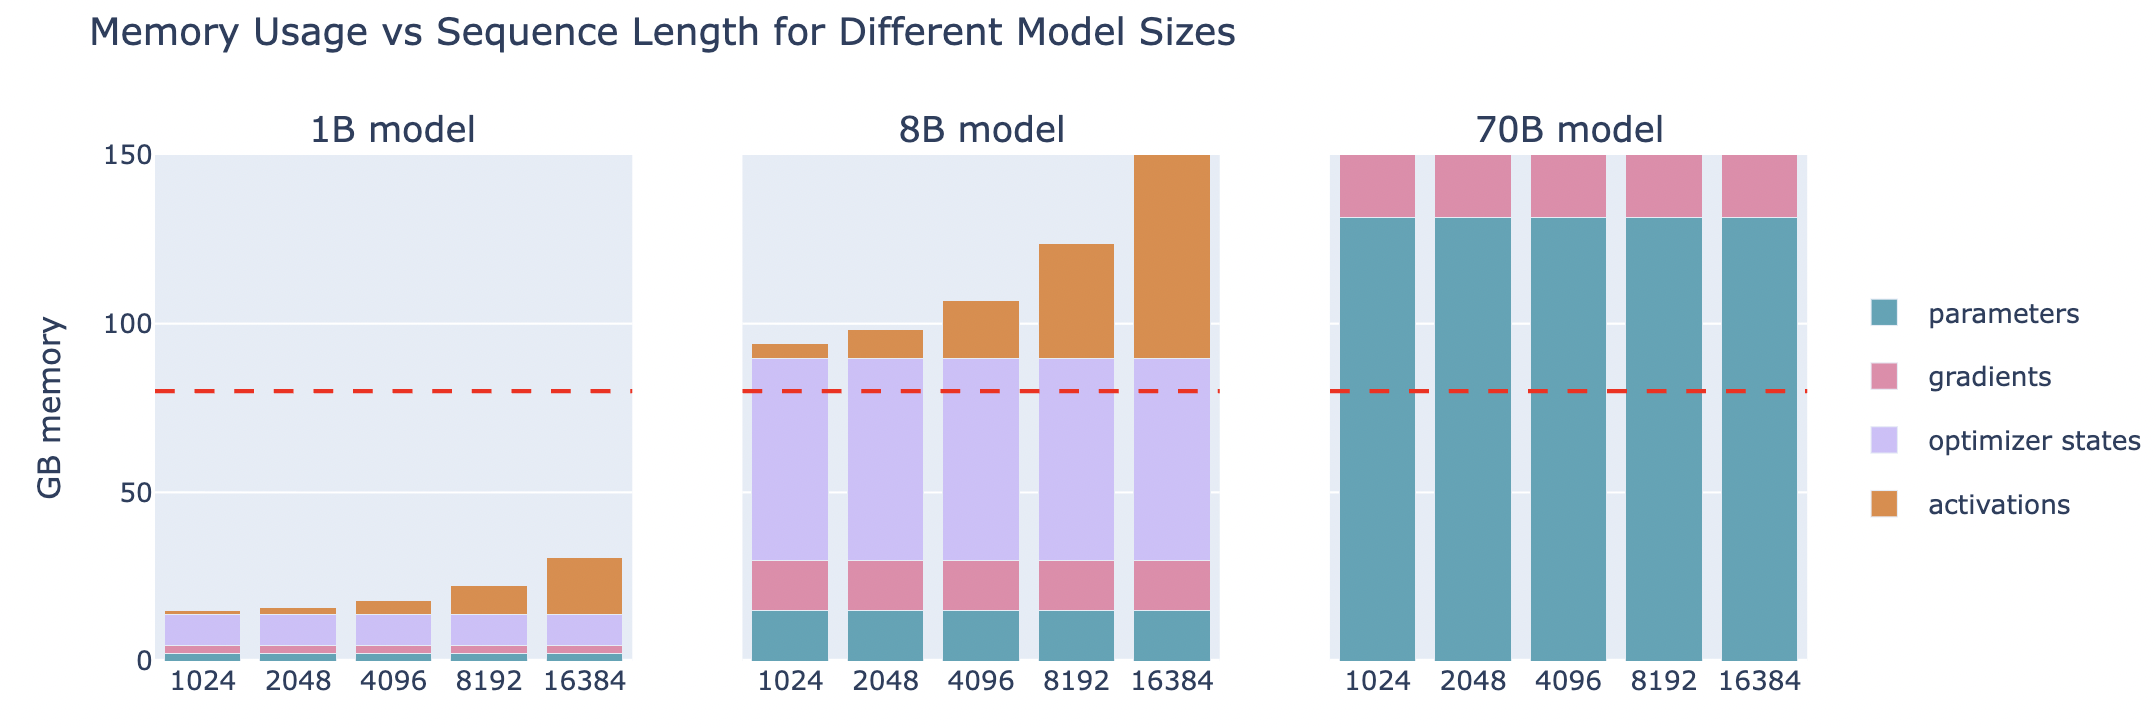 Memory Usage vs Sequence Length for Different Model Sizes
1B model
8B model
70B model
150
100
50
0
GB memory
1024 2048 4096 8192 16384
1024 2048 4096 8192 16384
1024 2048 4096 8192 16384
parameters
gradients
optimizer states
activations